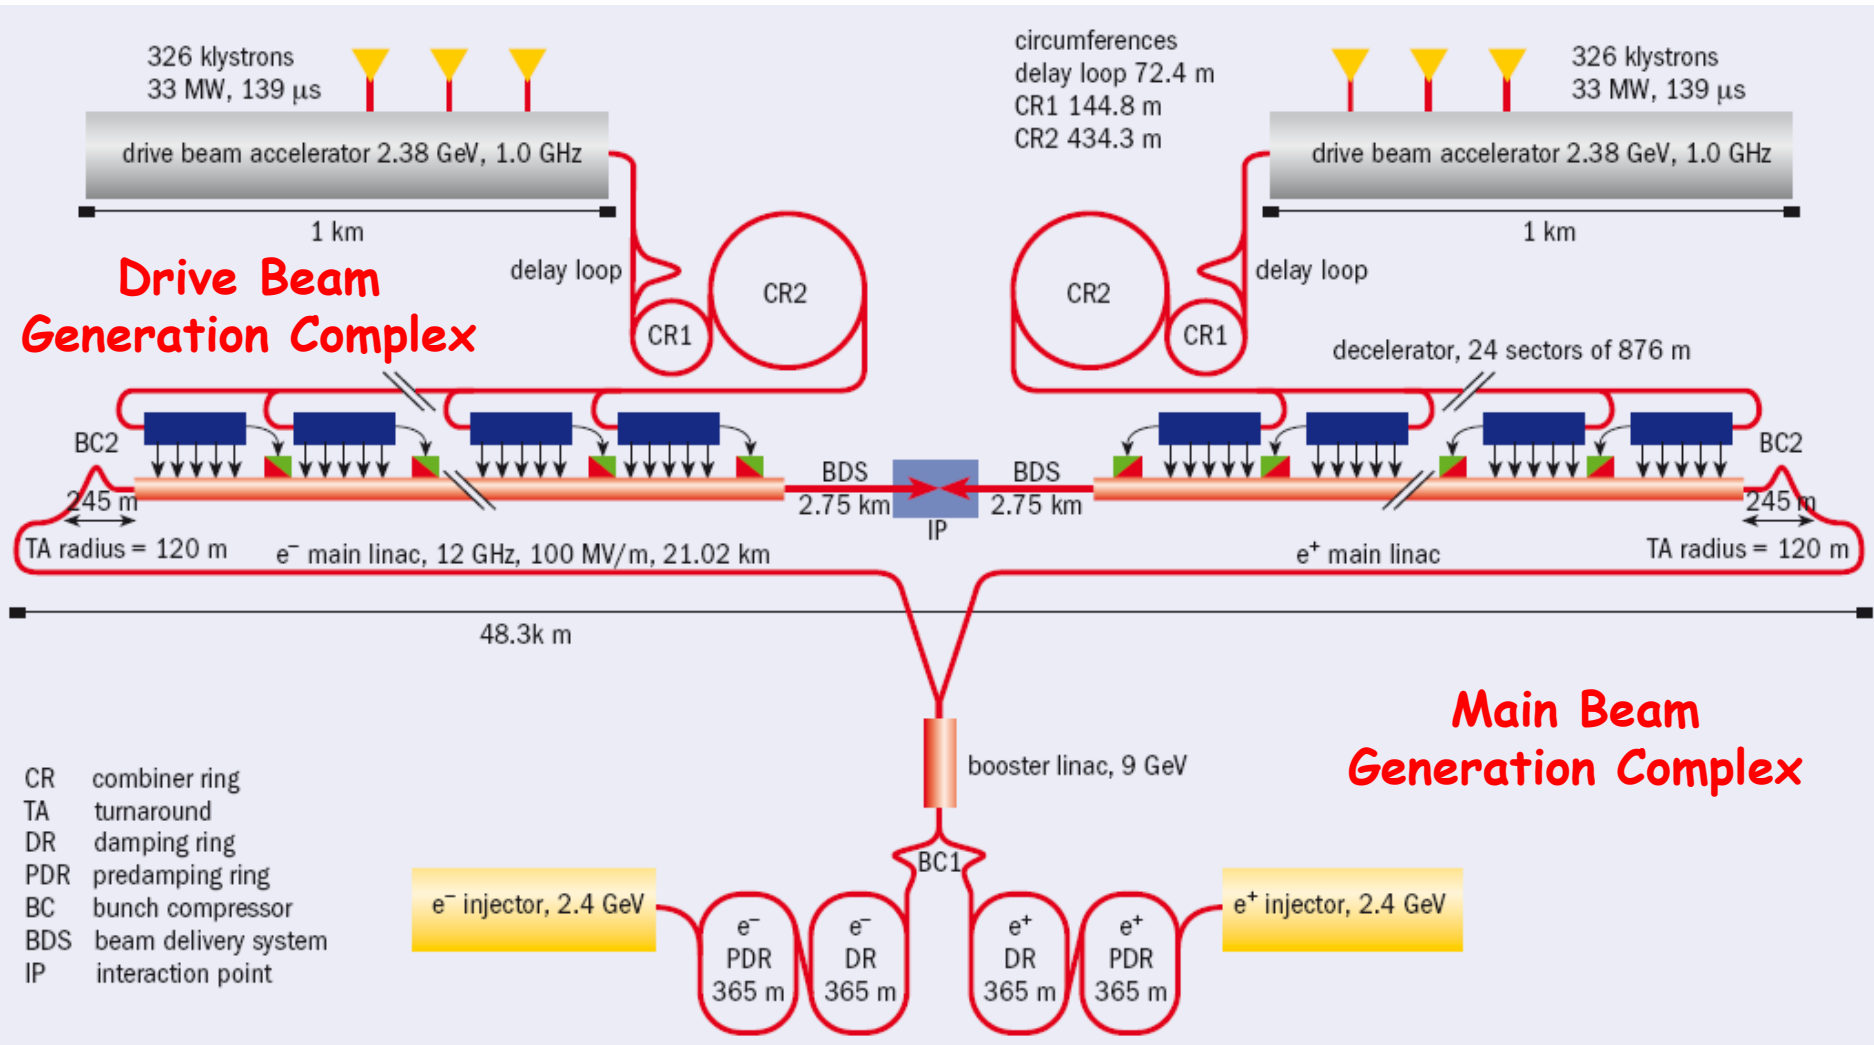 326 klystrons
33 MW, 139 μs
circumferences
delay loop 72.4 m
CR1 144.8 m
CR2 434.3 m
326 klystrons
33 MW, 139 μs
drive beam accelerator 2.38 GeV, 1.0 GHz
drive beam accelerator 2.38 GeV, 1.0 GHz
1 km
1 km
Drive Beam
Generation Complex
delay loop
CR2
CR1
CR2
delay loop
CR1
decelerator, 24 sectors of 876 m
BC2
BC2
245 m
BDS
2.75 km
IP
BDS
2.75 km
245 m
TA radius = 120 m
e⁻ main linac, 12 GHz, 100 MV/m, 21.02 km
e⁺ main linac
TA radius = 120 m
48.3k m
Main Beam
Generation Complex
booster linac, 9 GeV
CR combiner ring
TA turnaround
DR damping ring
PDR predamping ring
BC bunch compressor
BDS beam delivery system
IP interaction point
BC1
e⁻ injector, 2.4 GeV
e⁻
PDR
365 m
e⁻
DR
365 m
e⁺
DR
365 m
e⁺
PDR
365 m
e⁺ injector, 2.4 GeV